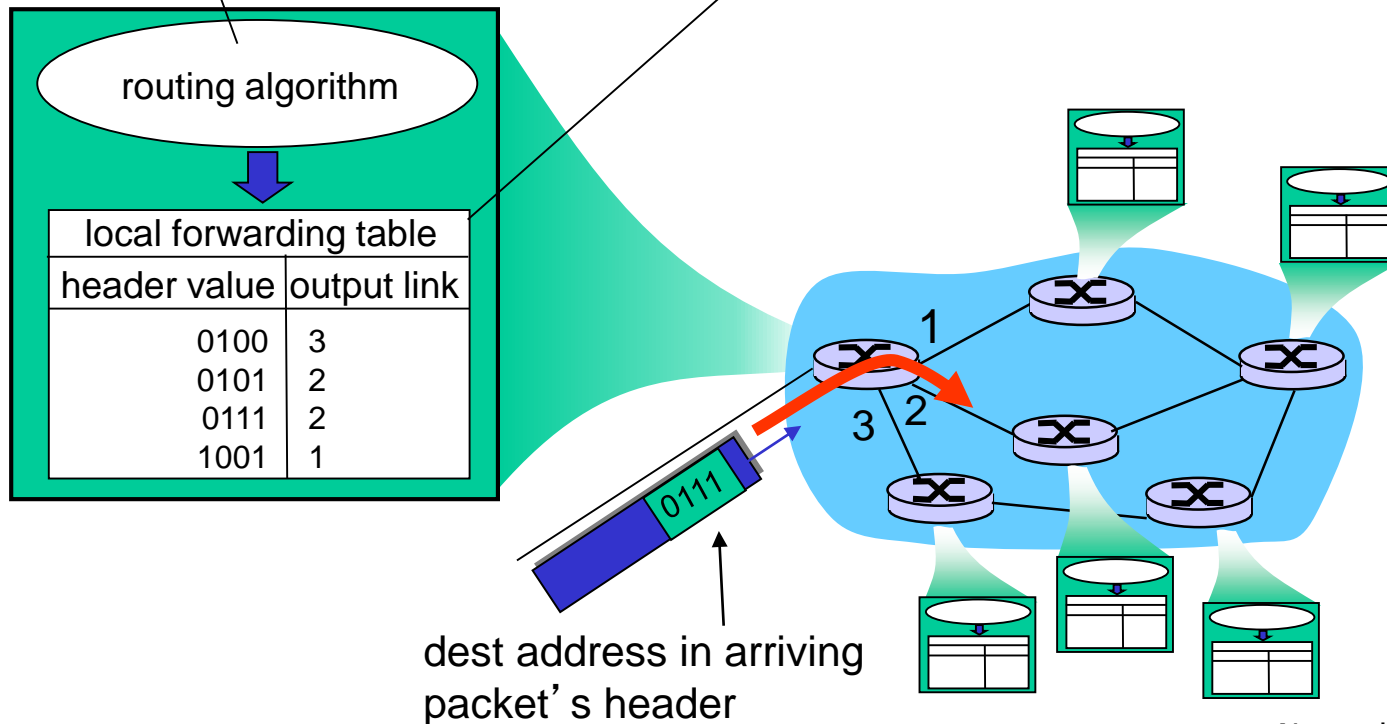 routing algorithm
local forwarding table
header value output link
0100 3
0101 2
0111 2
1001 1
1
2
3
0111
dest address in arriving
packet's header